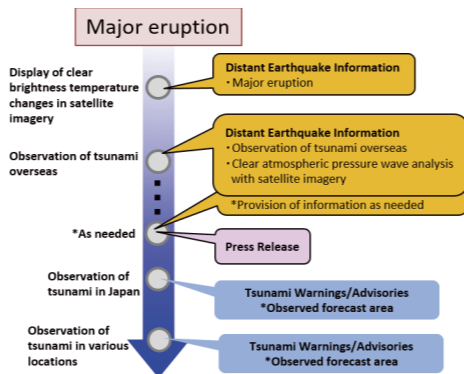 Major eruption
Display of clear
brightness temperature
changes in satellite
imagery
Distant Earthquake Information
・Major eruption
Observation of tsunami
overseas
Distant Earthquake Information
・Observation of tsunami overseas
・Clear atmospheric pressure wave analysis
with satellite imagery
*Provision of information as needed
*As needed
Press Release
Observation of
tsunami in Japan
Tsunami Warnings/Advisories
*Observed forecast area
Observation of
tsunami in various
locations
Tsunami Warnings/Advisories
*Observed forecast area